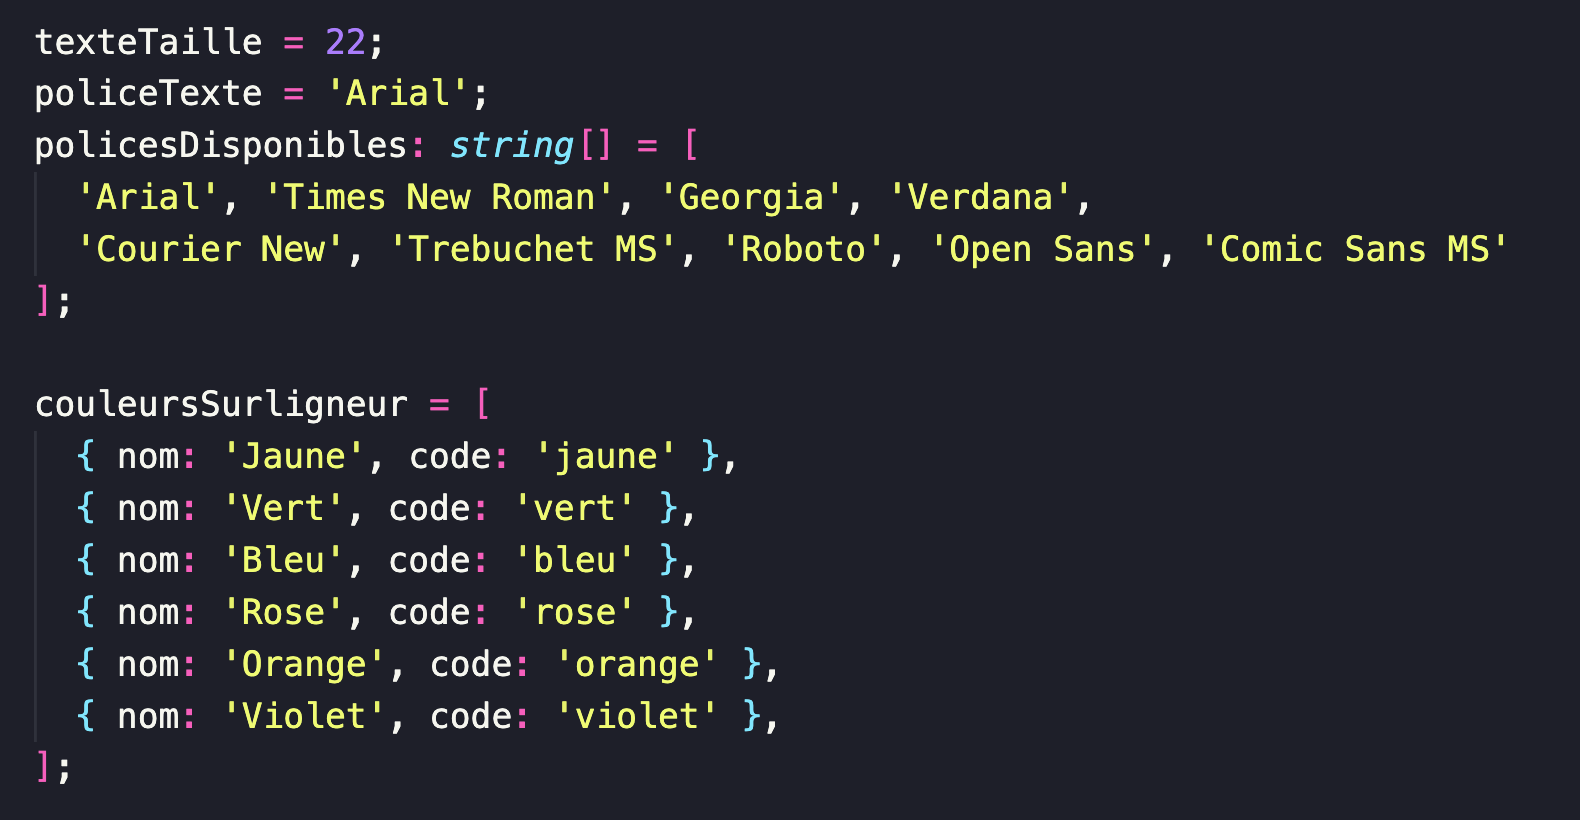 texteTaille = 22;
policeTexte = 'Arial';
policesDisponibles: string[] = [
  'Arial', 'Times New Roman', 'Georgia', 'Verdana',
  'Courier New', 'Trebuchet MS', 'Roboto', 'Open Sans', 'Comic Sans MS'
];

couleursSurligneur = [
  { nom: 'Jaune', code: 'jaune' },
  { nom: 'Vert', code: 'vert' },
  { nom: 'Bleu', code: 'bleu' },
  { nom: 'Rose', code: 'rose' },
  { nom: 'Orange', code: 'orange' },
  { nom: 'Violet', code: 'violet' },
];